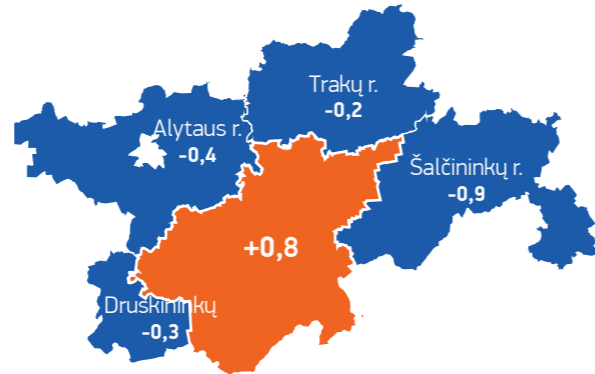 Trakų r.
-0,2
Alytaus r.
-0,4
Šalčininkų r.
-0,9
+0,8
Druskininkų
-0,3